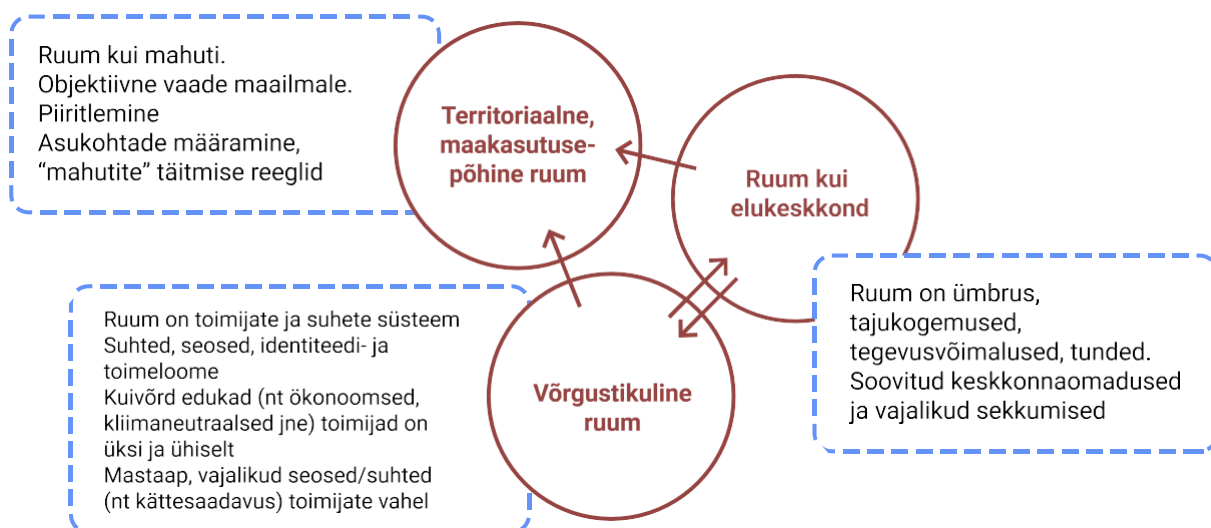 Ruum kui mahuti.
Objektiivne vaade maailmale.
Piiritlemine
Asukohtade määramine,
“mahutite” täitmise reeglid
Territoriaalne,
maakasutuse-
põhine ruum
Ruum kui
elukeskkond
Ruum on ümbrus,
tajukogemused,
tegevusvõimalused, tunded.
Soovitud keskkonnaomadused
ja vajalikud sekkumised
Ruum on toimijate ja suhete süsteem
Suhted, seosed, identiteedi- ja
toimeloome
Kuivõrd edukad (nt ökonoomsed,
kliimaneutraalsed jne) toimijad on
üksi ja ühiselt
Mastaap, vajalikud seosed/suhted
(nt kättesaadavus) toimijate vahel
Võrgustikuline
ruum